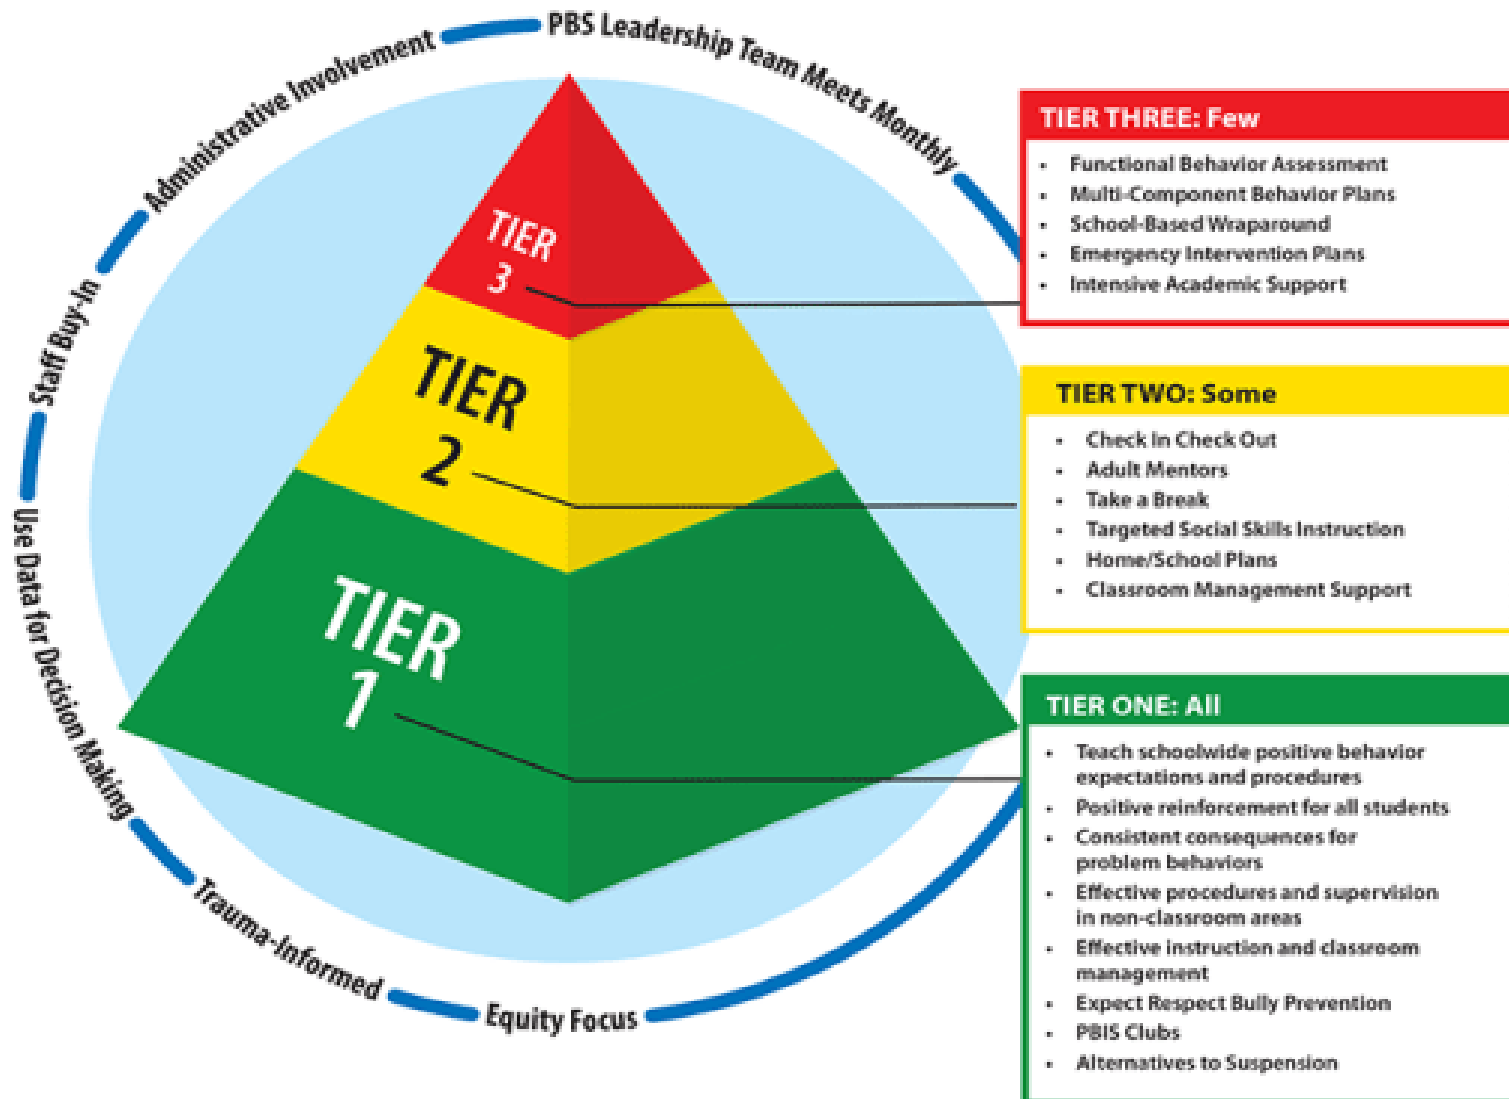 PBS Leadership Team Meets Monthly
Administrative Involvement
Staff Buy-In
Use Data for Decision Making
Trauma-Informed
Equity Focus
TIER
3
TIER
2
TIER
1
TIER THREE: Few
• Functional Behavior Assessment
• Multi-Component Behavior Plans
• School-Based Wraparound
• Emergency Intervention Plans
• Intensive Academic Support
TIER TWO: Some
• Check In Check Out
• Adult Mentors
• Take a Break
• Targeted Social Skills Instruction
• Home/School Plans
• Classroom Management Support
TIER ONE: All
• Teach schoolwide positive behavior
expectations and procedures
• Positive reinforcement for all students
• Consistent consequences for
problem behaviors
• Effective procedures and supervision
in non-classroom areas
• Effective instruction and classroom
management
• Expect Respect Bully Prevention
• PBIS Clubs
• Alternatives to Suspension